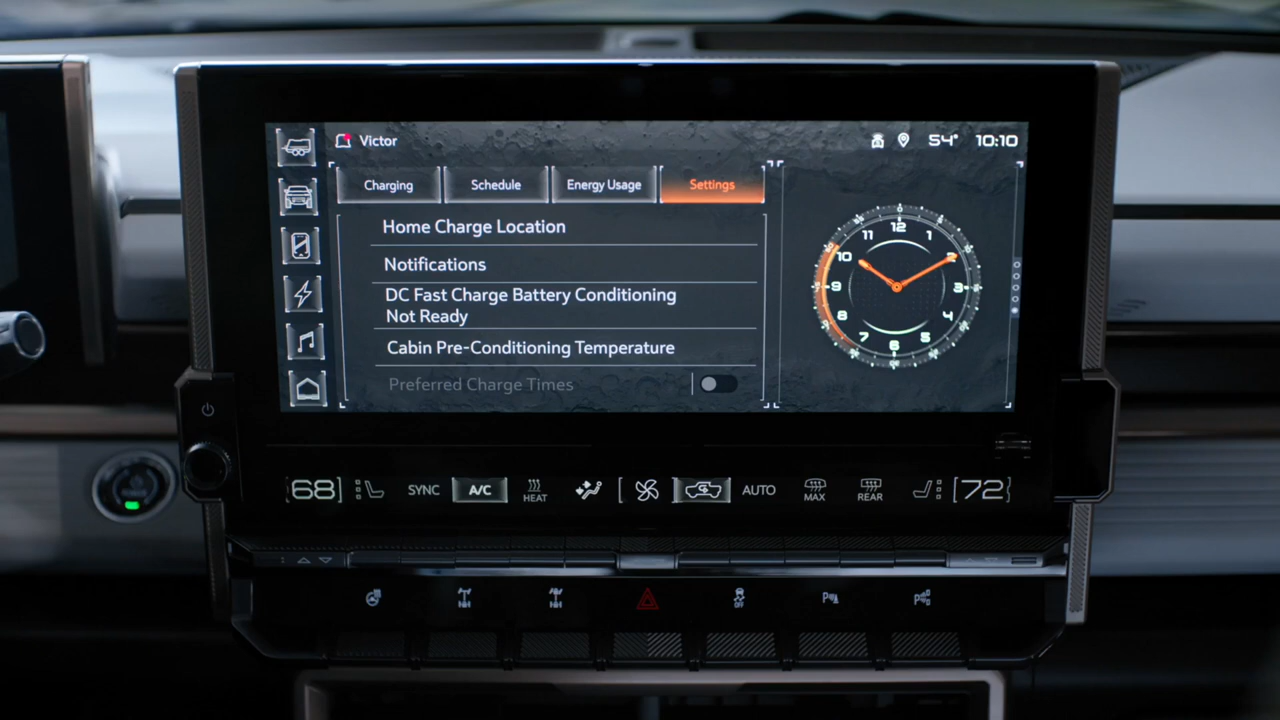 Victor
54° 10:10
Charging Schedule Energy Usage Settings
Home Charge Location
Notifications
DC Fast Charge Battery Conditioning
Not Ready
Cabin Pre-Conditioning Temperature
Preferred Charge Times
12
11 1
10 2
9 3
8 4
7 5
6
68 SYNC A/C HEAT AUTO MAX REAR 72
OFF